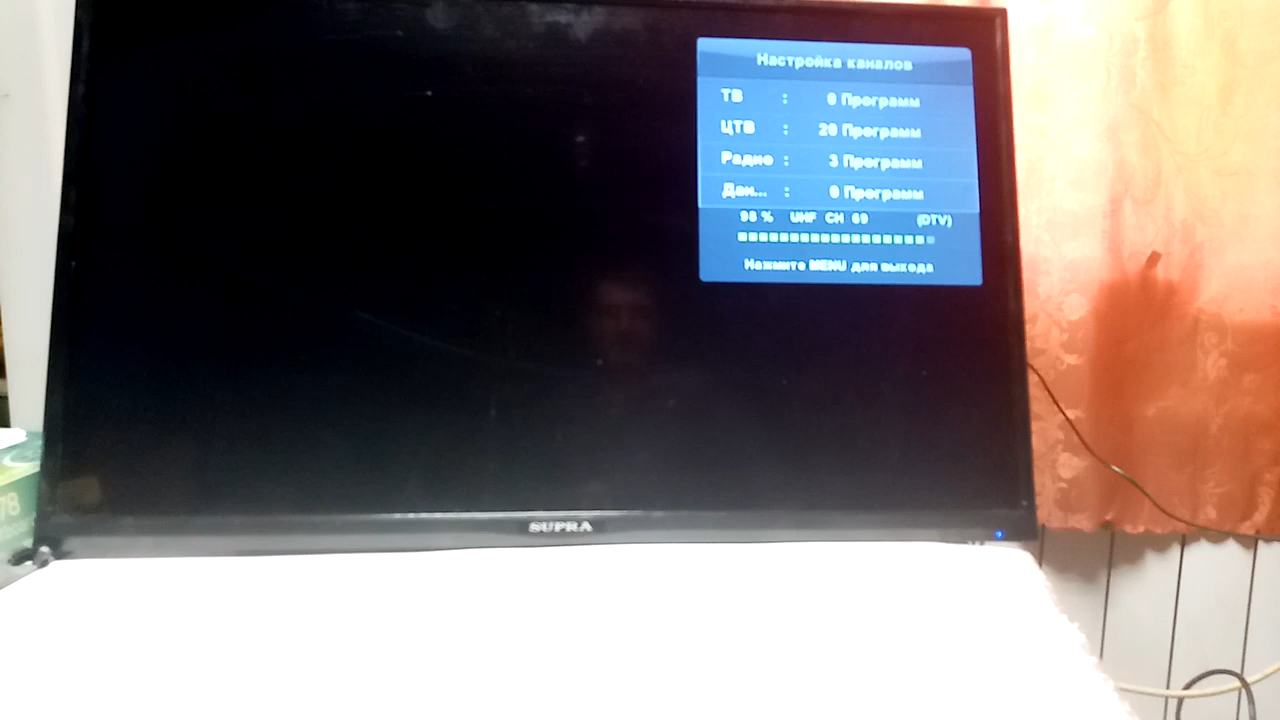 Настройка каналов
ТВ : 0 Программ
ЦТВ : 20 Программ
Радио : 3 Программ
Дан... : 0 Программ
98 % UHF CH 69 (DTV)
Нажмите MENU для выхода
SUPRA
78